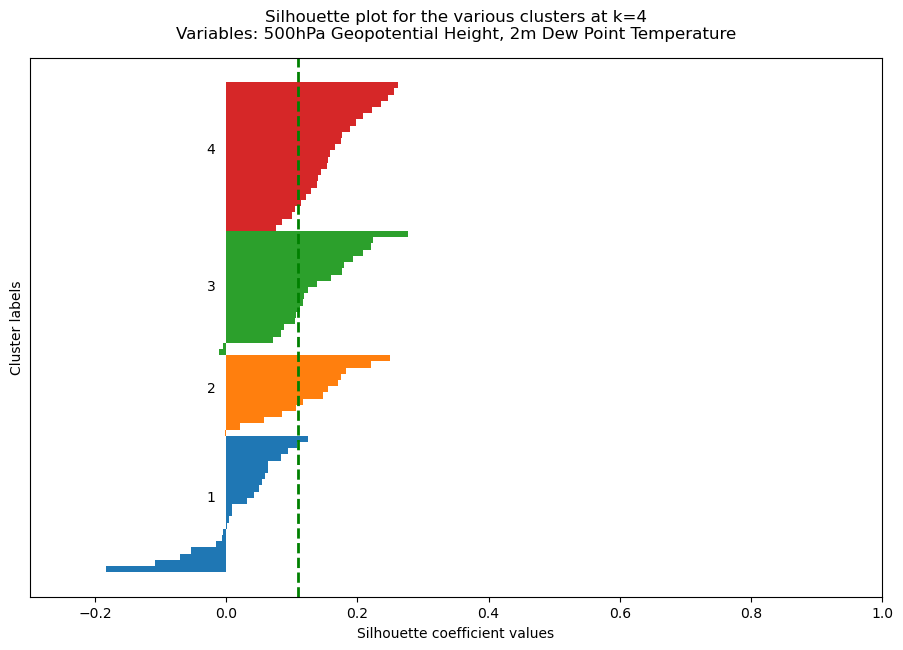 Silhouette plot for the various clusters at k=4
Variables: 500hPa Geopotential Height, 2m Dew Point Temperature
Cluster labels
4
3
2
1
−0.2 0.0 0.2 0.4 0.6 0.8 1.0
Silhouette coefficient values